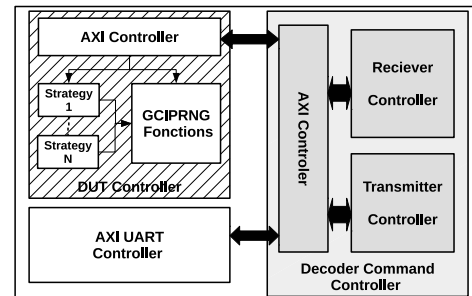 AXI Controller
Strategy
1
Strategy
N
GCIPRNG
Fonctions
DUT Controller
AXI UART
Controller
AXI Controler
Reciever
Controller
Transmitter
Controller
Decoder Command
Controller